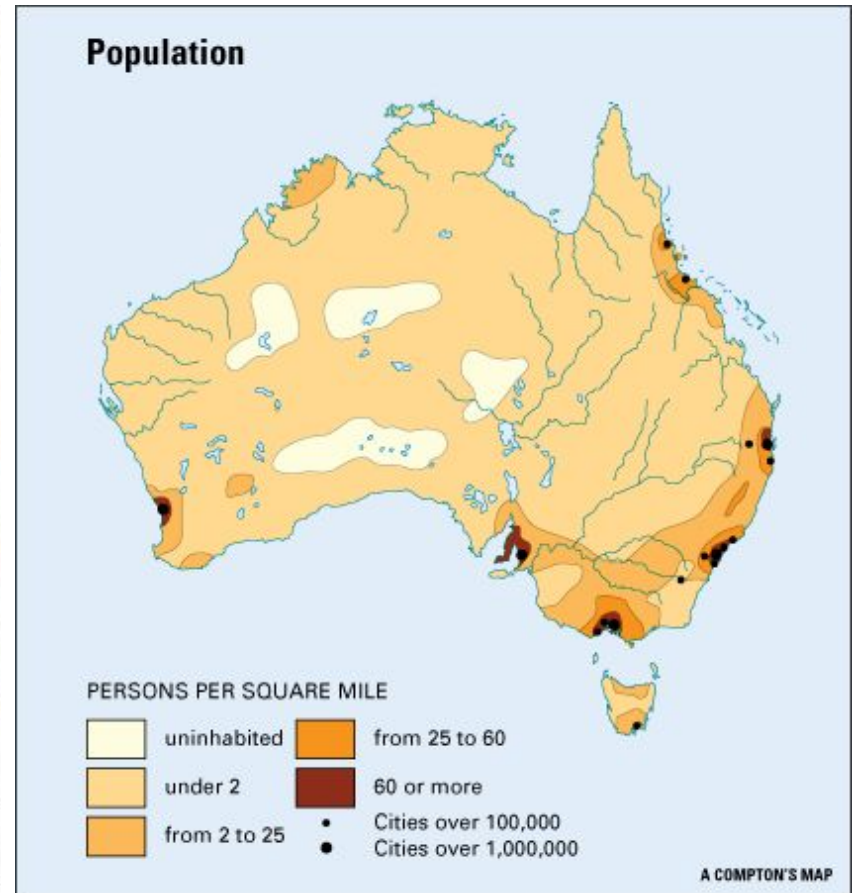 Population
PERSONS PER SQUARE MILE
uninhabited
under 2
from 2 to 25
from 25 to 60
60 or more
Cities over 100,000
Cities over 1,000,000
A COMPTON'S MAP